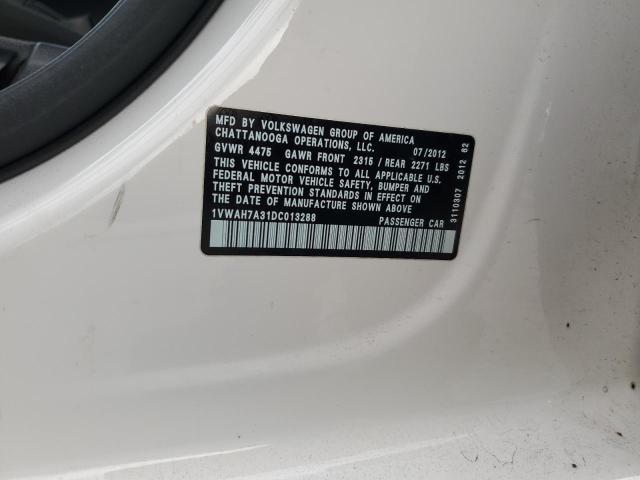 MFD BY VOLKSWAGEN GROUP OF AMERICA
CHATTANOOGA OPERATIONS, LLC. 07/2012
GVWR 4475 GAWR FRONT 2315 / REAR 2271 LBS
THIS VEHICLE CONFORMS TO ALL APPLICABLE U.S.
FEDERAL MOTOR VEHICLE SAFETY, BUMPER AND
THEFT PREVENTION STANDARDS IN EFFECT ON
THE DATE OF MANUFACTURE SHOWN ABOVE.
1VWAH7A31DC013288 PASSENGER CAR
3110307 2012 62